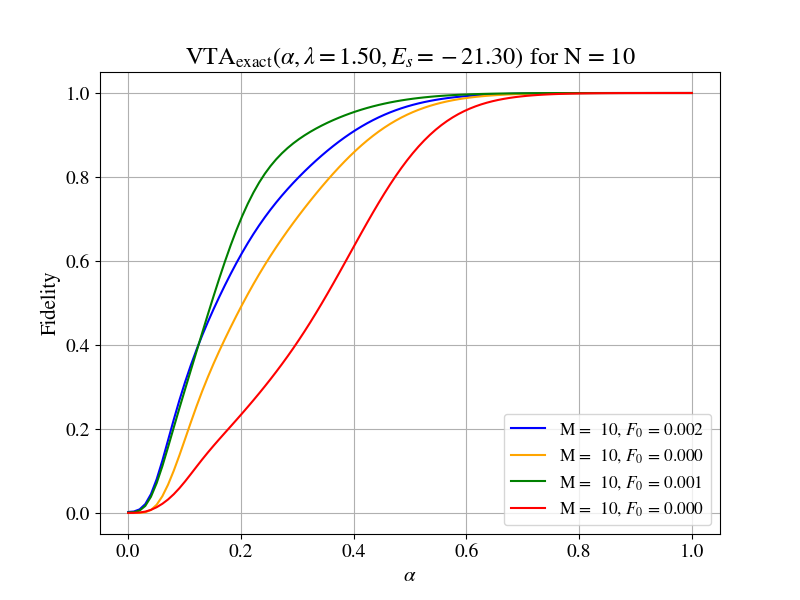 VTA_exact(α, λ = 1.50, E_s = −21.30) for N = 10
Fidelity
1.0
0.8
0.6
0.4
0.2
0.0
M = 10, F_0 = 0.002
M = 10, F_0 = 0.000
M = 10, F_0 = 0.001
M = 10, F_0 = 0.000
0.0 0.2 0.4 0.6 0.8 1.0
α